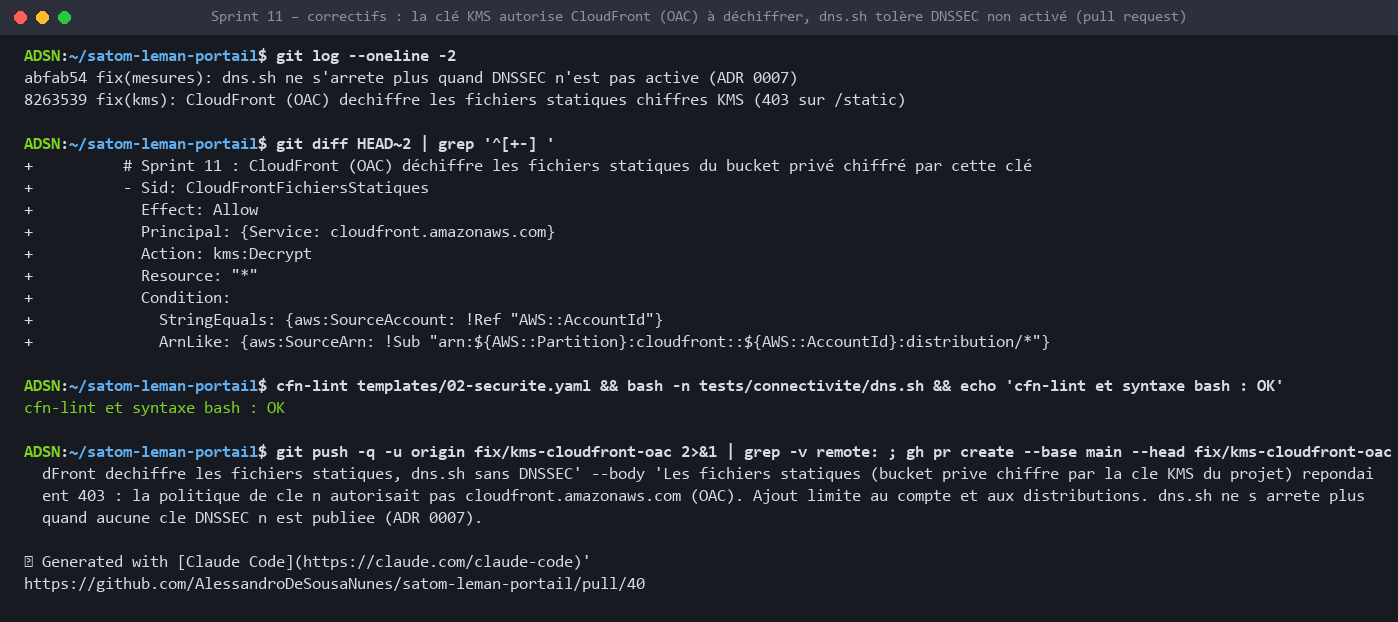 Sprint 11 – correctifs : la clé KMS autorise CloudFront (OAC) à déchiffrer, dns.sh tolère DNSSEC non activé (pull request)
ADSN:~/satom-leman-portail$ git log --oneline -2
abfab54 fix(mesures): dns.sh ne s'arrete plus quand DNSSEC n'est pas active (ADR 0007)
8263539 fix(kms): CloudFront (OAC) dechiffre les fichiers statiques chiffres KMS (403 sur /static)
ADSN:~/satom-leman-portail$ git diff HEAD~2 | grep '^[+-] '
+          # Sprint 11 : CloudFront (OAC) déchiffre les fichiers statiques du bucket privé chiffré par cette clé
+          - Sid: CloudFrontFichiersStatiques
+            Effect: Allow
+            Principal: {Service: cloudfront.amazonaws.com}
+            Action: kms:Decrypt
+            Resource: "*"
+            Condition:
+              StringEquals: {aws:SourceAccount: !Ref "AWS::AccountId"}
+              ArnLike: {aws:SourceArn: !Sub "arn:${AWS::Partition}:cloudfront::${AWS::AccountId}:distribution/*"}
ADSN:~/satom-leman-portail$ cfn-lint templates/02-securite.yaml && bash -n tests/connectivite/dns.sh && echo 'cfn-lint et syntaxe bash : OK'
cfn-lint et syntaxe bash : OK
ADSN:~/satom-leman-portail$ git push -q -u origin fix/kms-cloudfront-oac 2>&1 | grep -v remote: ; gh pr create --base main --head fix/kms-cloudfront-oac
dFront dechiffre les fichiers statiques, dns.sh sans DNSSEC' --body 'Les fichiers statiques (bucket prive chiffre par la cle KMS du projet) repondai
ent 403 : la politique de cle n autorisait pas cloudfront.amazonaws.com (OAC). Ajout limite au compte et aux distributions. dns.sh ne s arrete plus
quand aucune cle DNSSEC n est publiee (ADR 0007).
Generated with [Claude Code](https://claude.com/claude-code)'
https://github.com/AlessandroDeSousaNunes/satom-leman-portail/pull/40